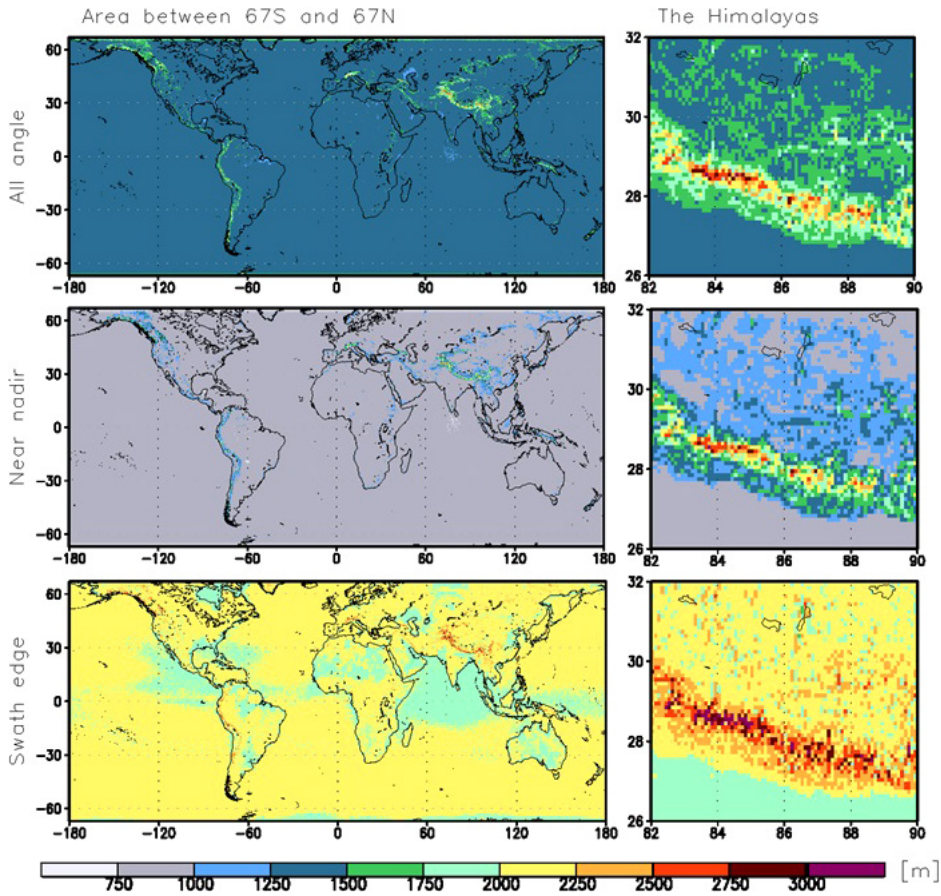 Area between 67S and 67N
The Himalayas
All angle
60
30
0
−30
−60
−180 −120 −60 0 60 120 180
32
30
28
26
82 84 86 88 90
Near nadir
60
30
0
−30
−60
−180 −120 −60 0 60 120 180
32
30
28
26
82 84 86 88 90
Swath edge
60
30
0
−30
−60
−180 −120 −60 0 60 120 180
32
30
28
26
82 84 86 88 90
750 1000 1250 1500 1750 2000 2250 2500 2750 3000 [m]